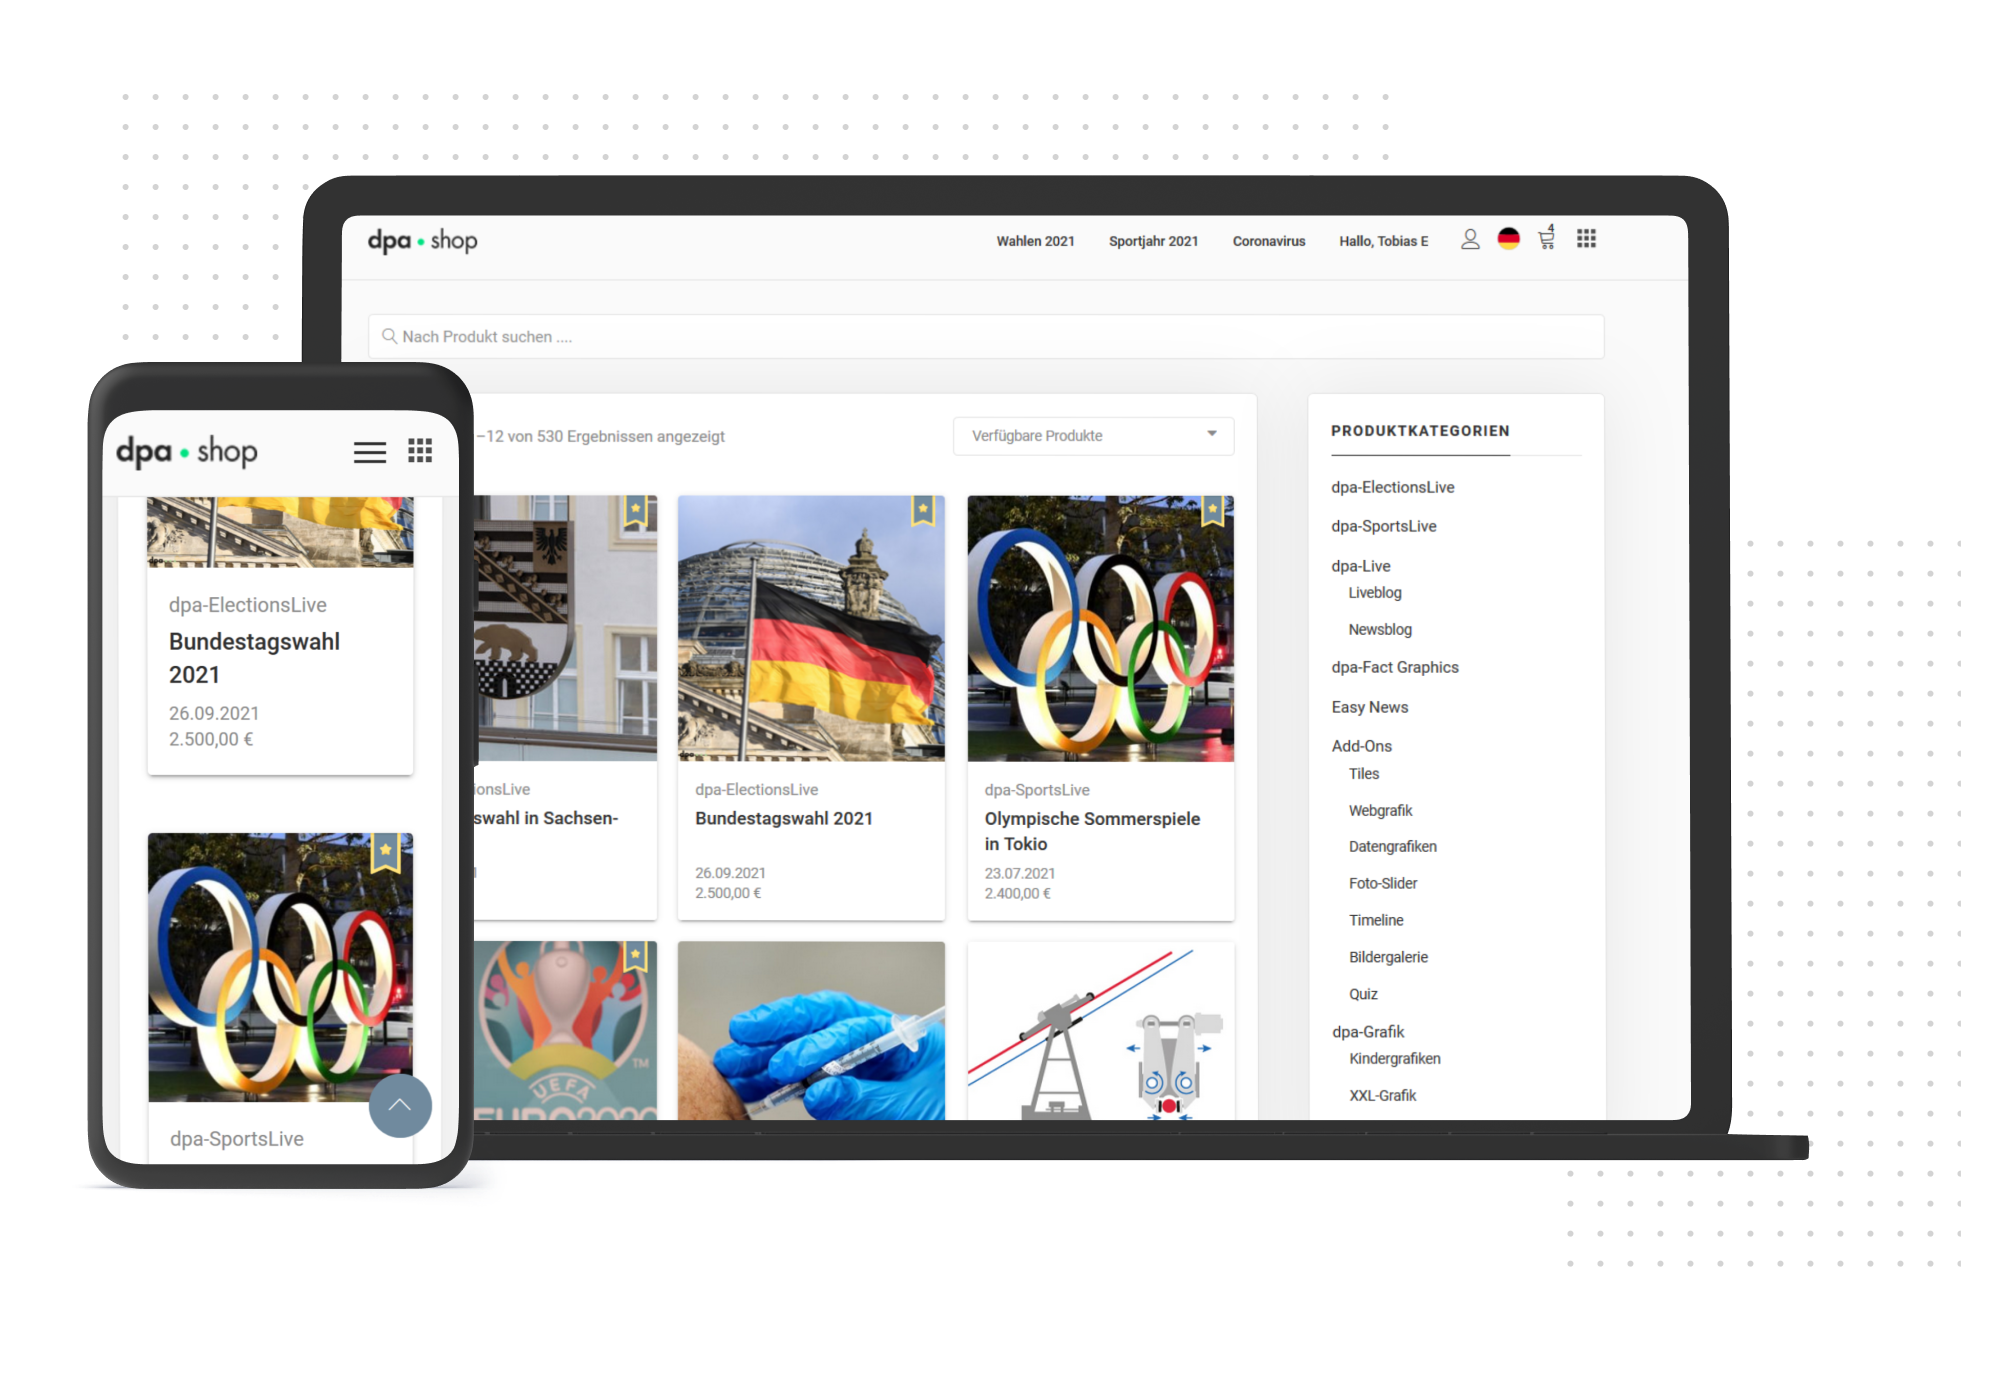 dpa • shop
Wahlen 2021
Sportjahr 2021
Coronavirus
Hallo, Tobias E
4
Nach Produkt suchen ....
–12 von 530 Ergebnissen angezeigt
Verfügbare Produkte
ionsLive
swahl in Sachsen-
dpa-ElectionsLive
Bundestagswahl 2021
26.09.2021
2.500,00 €
dpa-SportsLive
Olympische Sommerspiele
in Tokio
23.07.2021
2.400,00 €
TM
UEFA
EURO2020
PRODUKTKATEGORIEN
dpa-ElectionsLive
dpa-SportsLive
dpa-Live
Liveblog
Newsblog
dpa-Fact Graphics
Easy News
Add-Ons
Tiles
Webgrafik
Datengrafiken
Foto-Slider
Timeline
Bildergalerie
Quiz
dpa-Grafik
Kindergrafiken
XXL-Grafik
dpa • shop
dpa
dpa-ElectionsLive
Bundestagswahl
2021
26.09.2021
2.500,00 €
dpa-SportsLive